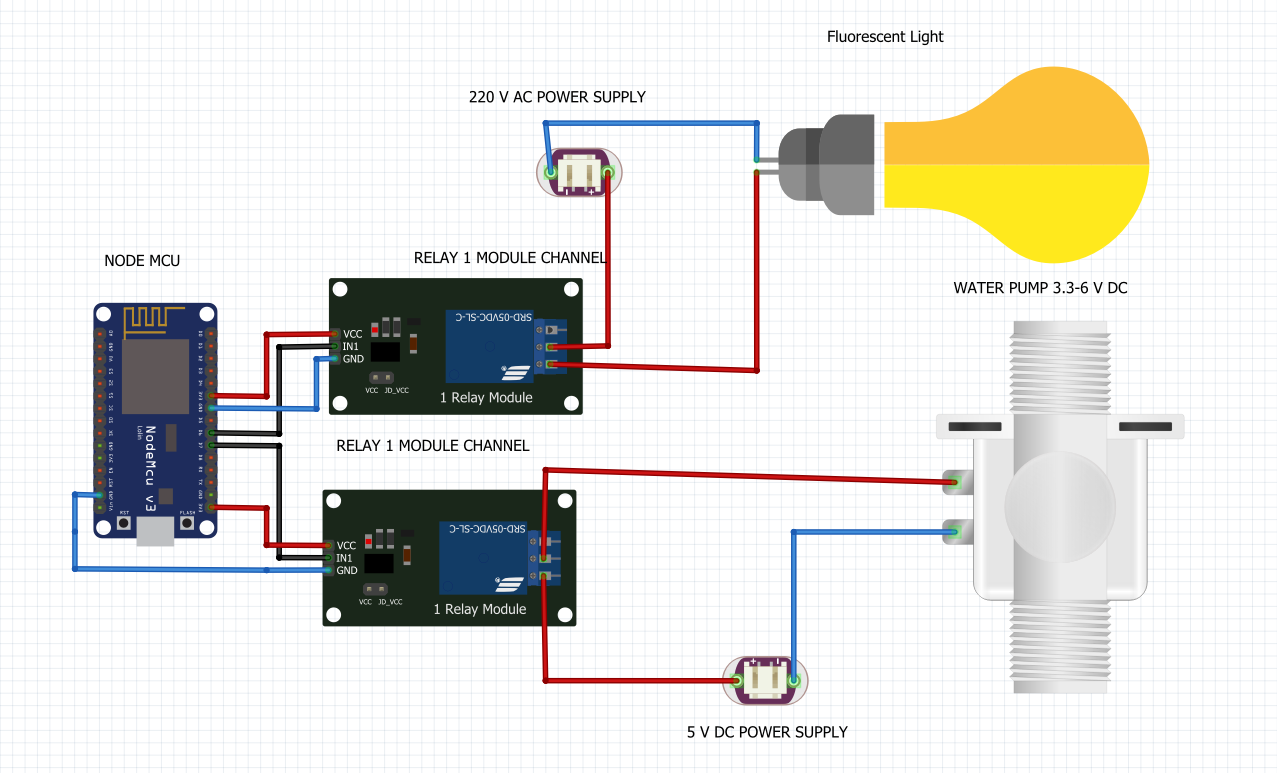 Fluorescent Light
220 V AC POWER SUPPLY
RELAY 1 MODULE CHANNEL
NODE MCU
WATER PUMP 3.3-6 V DC
SRD-05VDC-SL-C
VCC
IN1
GND
VCC JD_VCC
1 Relay Module
RELAY 1 MODULE CHANNEL
NodeMcu v3
Lolin
RST
FLASH
SRD-05VDC-SL-C
VCC
IN1
GND
VCC JD_VCC
1 Relay Module
5 V DC POWER SUPPLY